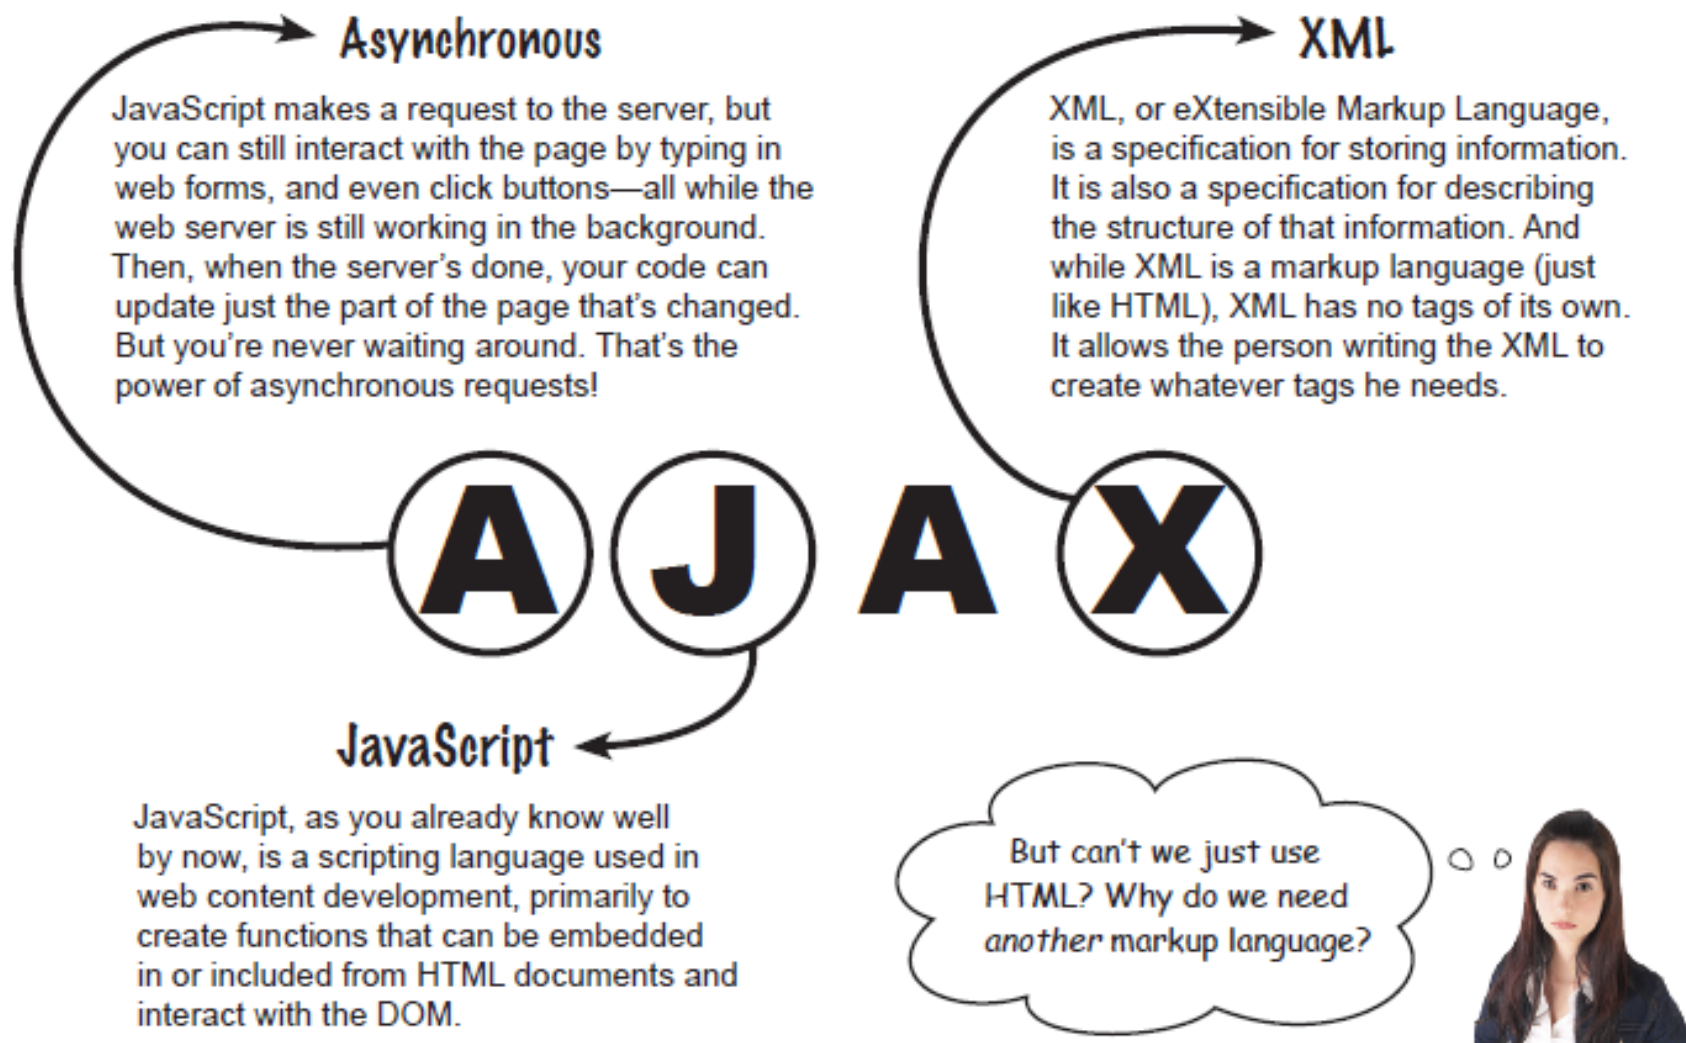 Asynchronous
JavaScript makes a request to the server, but
you can still interact with the page by typing in
web forms, and even click buttons—all while the
web server is still working in the background.
Then, when the server's done, your code can
update just the part of the page that's changed.
But you're never waiting around. That's the
power of asynchronous requests!
XML
XML, or eXtensible Markup Language,
is a specification for storing information.
It is also a specification for describing
the structure of that information. And
while XML is a markup language (just
like HTML), XML has no tags of its own.
It allows the person writing the XML to
create whatever tags he needs.
A J A X
JavaScript
JavaScript, as you already know well
by now, is a scripting language used in
web content development, primarily to
create functions that can be embedded
in or included from HTML documents and
interact with the DOM.
But can't we just use
HTML? Why do we need
another markup language?